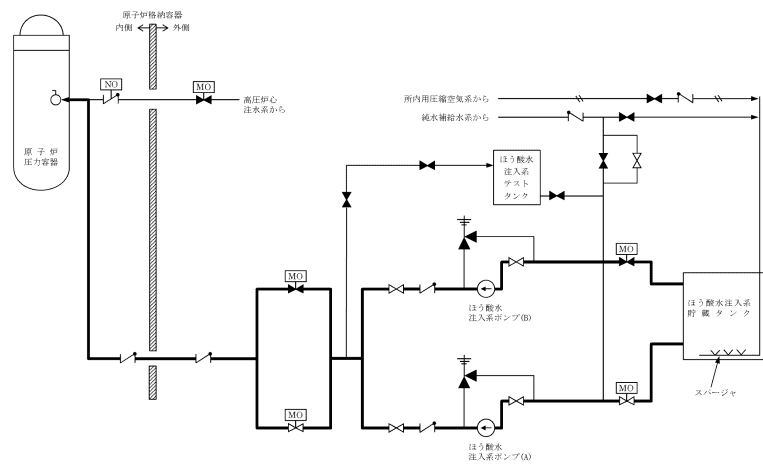 原子炉格納容器
内側
外側
NO
MO
高圧炉心
注水系から
原子炉
圧力容器
所内用圧縮空気系から
純水補給水系から
ほう酸水
注入系
テスト
タンク
MO
MO
ほう酸水
注入系ポンプ(B)
ほう酸水注入系
貯蔵タンク
MO
MO
スパージャ
ほう酸水
注入系ポンプ(A)